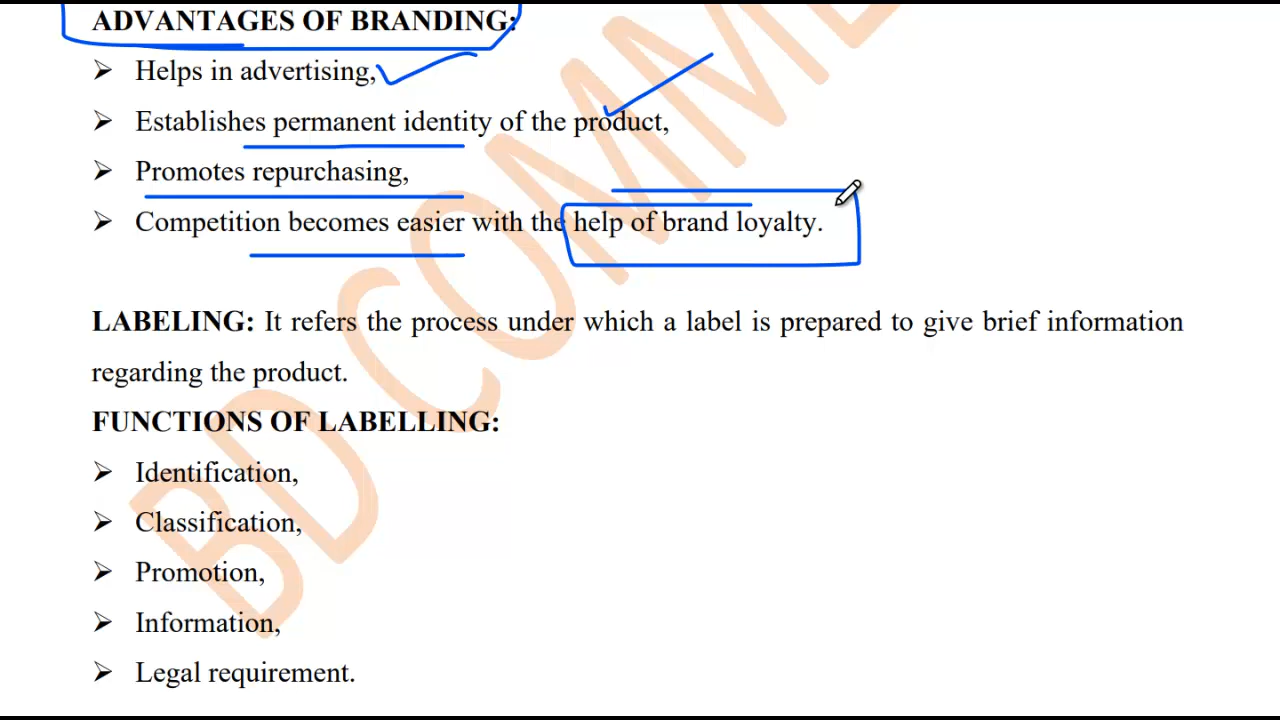 ADVANTAGES OF BRANDING:
➢ Helps in advertising,
➢ Establishes permanent identity of the product,
➢ Promotes repurchasing,
➢ Competition becomes easier with the help of brand loyalty.
LABELING: It refers the process under which a label is prepared to give brief information
regarding the product.
FUNCTIONS OF LABELLING:
➢ Identification,
➢ Classification,
➢ Promotion,
➢ Information,
➢ Legal requirement.
BD COMME